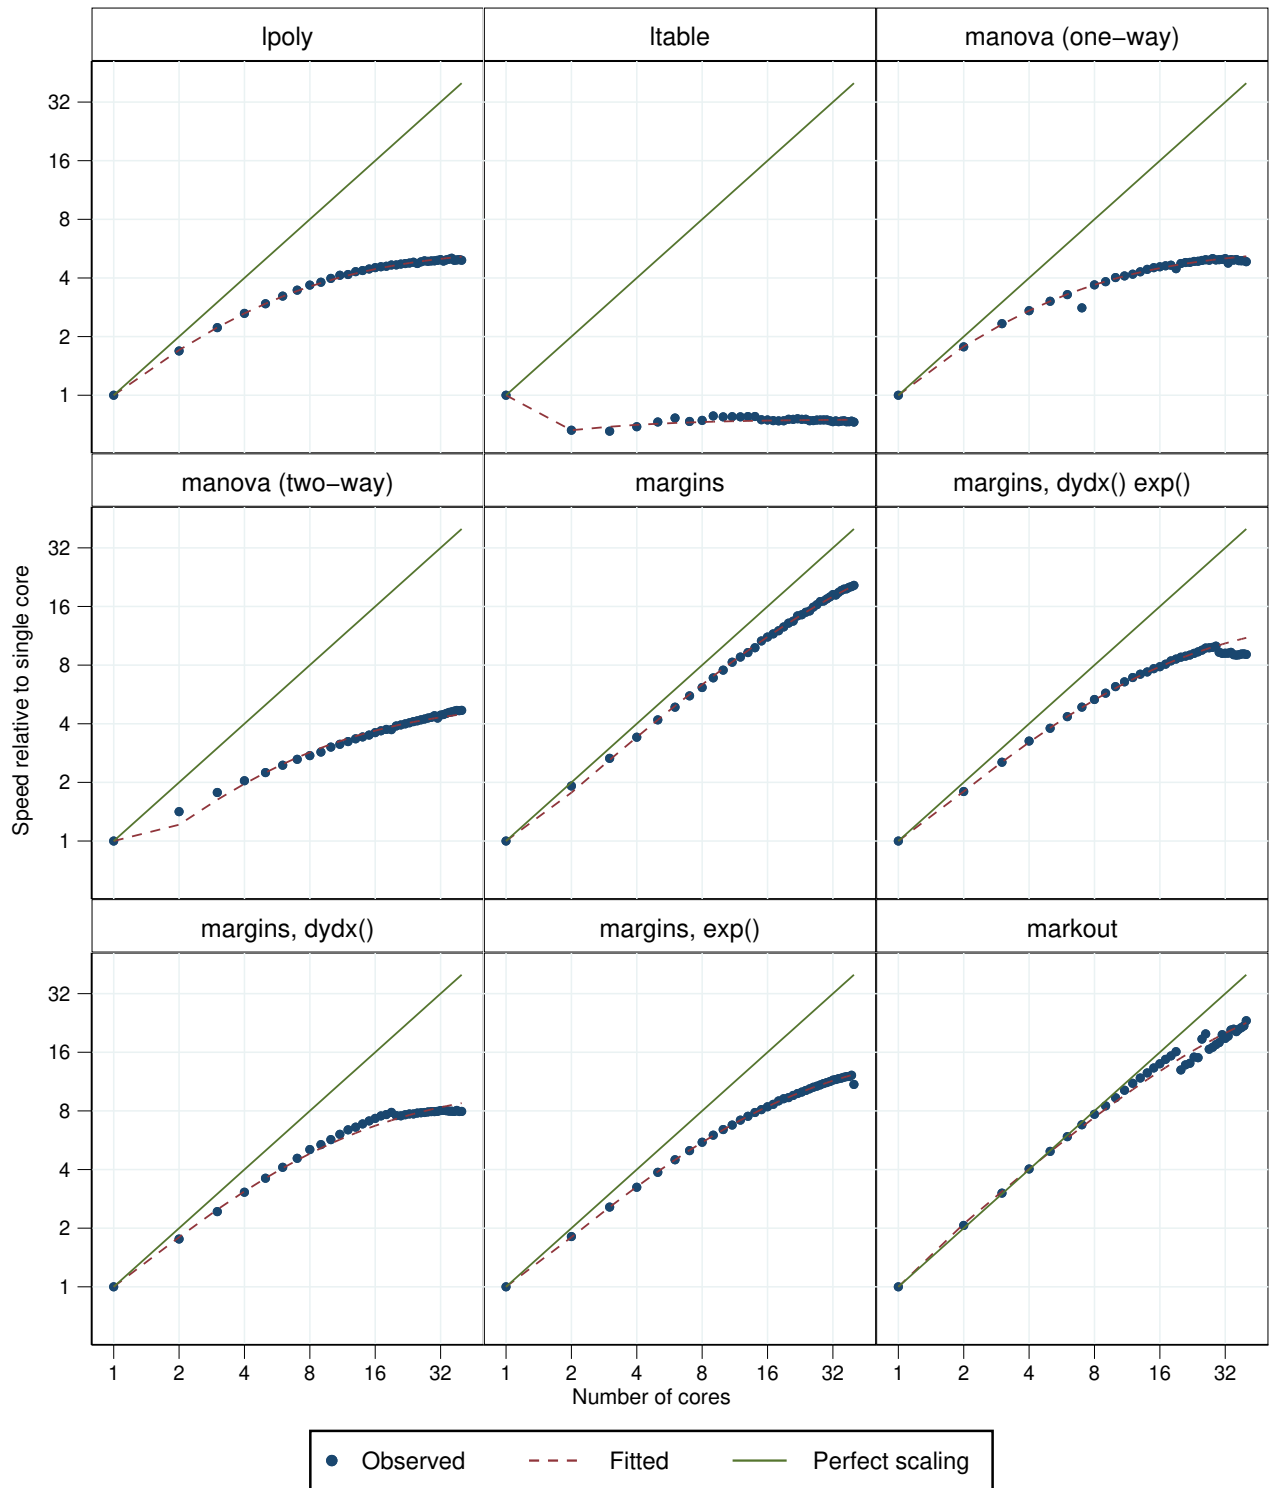 lpoly
ltable
manova (one−way)
32
16
8
4
2
1
manova (two−way)
margins
margins, dydx() exp()
32
16
8
4
2
1
Speed relative to single core
margins, dydx()
margins, exp()
markout
32
16
8
4
2
1
1 2 4 8 16 32 1 2 4 8 16 32 1 2 4 8 16 32
Number of cores
Observed Fitted Perfect scaling